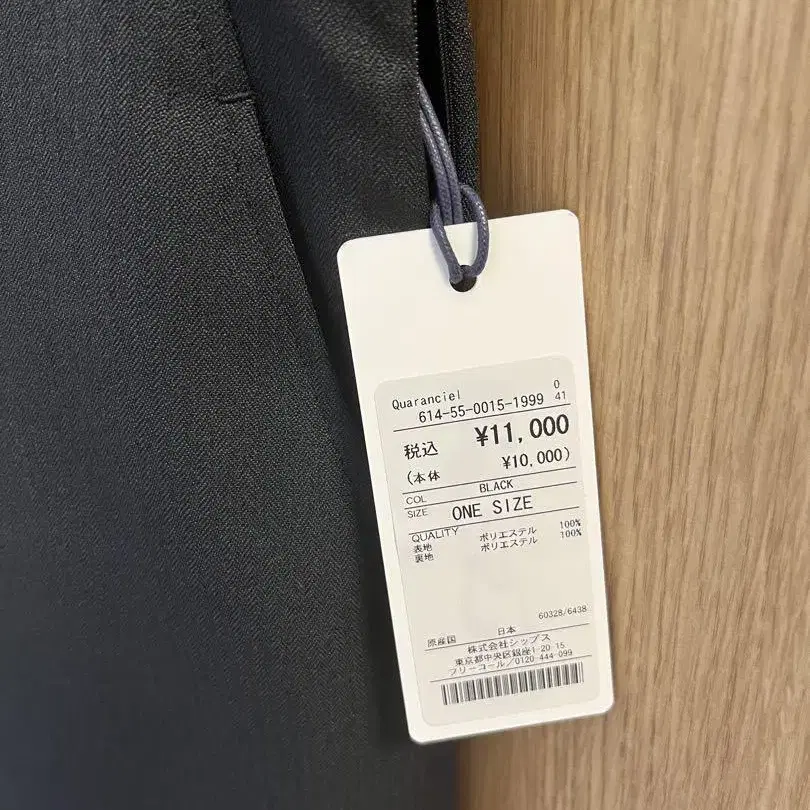 Quaranciel 0
614-55-0015-1999 41
税込 ¥11,000
(本体 ¥10,000)
COL BLACK
SIZE ONE SIZE
QUALITY
表地 ポリエステル 100%
裏地 ポリエステル 100%
60328/6438
原産国 日本
株式会社シップス
東京都中央区銀座1-20-15
フリーコール/0120-444-099